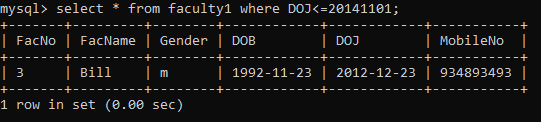 mysql> select * from faculty1 where DOJ<=20141101;
+-------+---------+--------+------------+------------+-----------+
| FacNo | FacName | Gender | DOB        | DOJ        | MobileNo  |
+-------+---------+--------+------------+------------+-----------+
| 3     | Bill    | m      | 1992-11-23 | 2012-12-23 | 934893493 |
+-------+---------+--------+------------+------------+-----------+
1 row in set (0.00 sec)